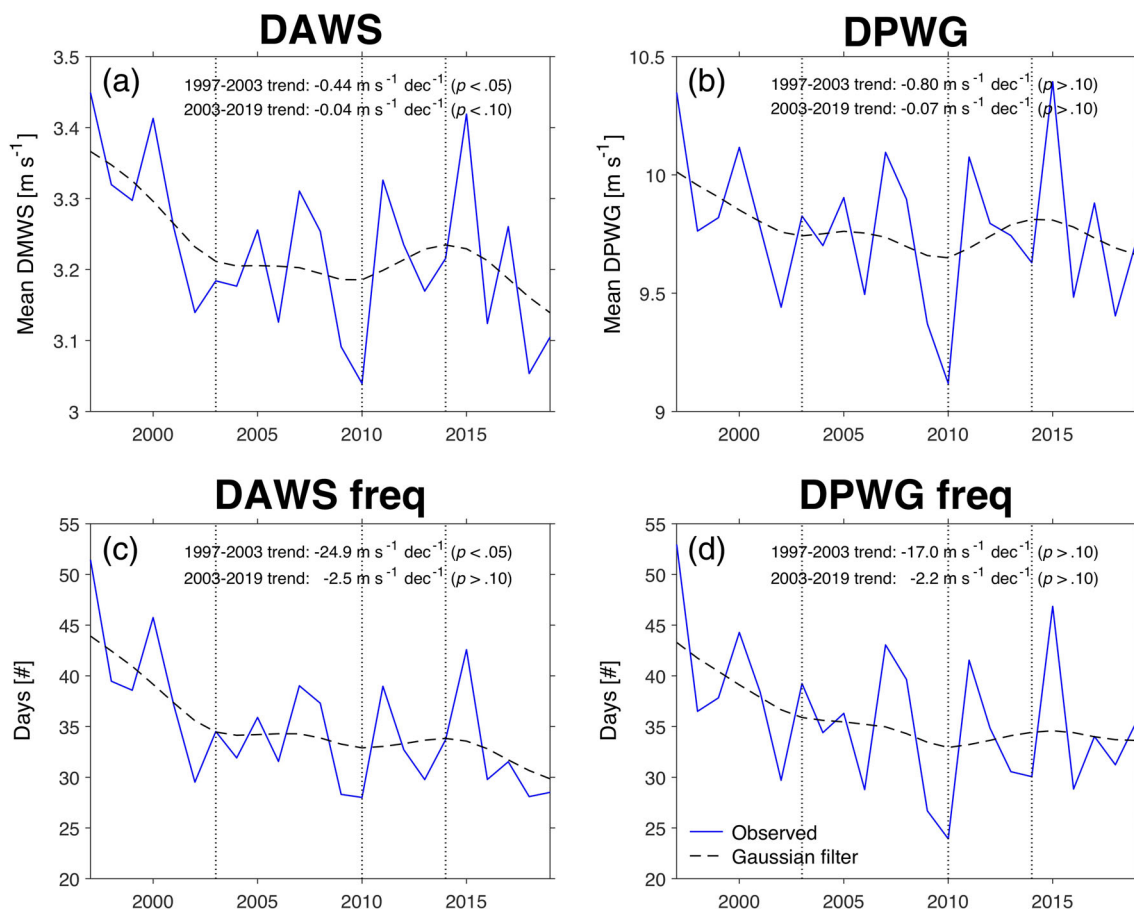 DAWS
3.5
(a)
1997-2003 trend: -0.44 m s⁻¹ dec⁻¹ (p < .05)
2003-2019 trend: -0.04 m s⁻¹ dec⁻¹ (p < .10)
3.4
3.3
3.2
3.1
3
Mean DMWS [m s⁻¹]
2000 2005 2010 2015
DPWG
10.5
(b)
1997-2003 trend: -0.80 m s⁻¹ dec⁻¹ (p > .10)
2003-2019 trend: -0.07 m s⁻¹ dec⁻¹ (p > .10)
10
9.5
9
Mean DPWG [m s⁻¹]
2000 2005 2010 2015
DAWS freq
55
(c)
1997-2003 trend: -24.9 m s⁻¹ dec⁻¹ (p < .05)
2003-2019 trend: -2.5 m s⁻¹ dec⁻¹ (p > .10)
50
45
40
35
30
25
20
Days [#]
2000 2005 2010 2015
DPWG freq
55
(d)
1997-2003 trend: -17.0 m s⁻¹ dec⁻¹ (p > .10)
2003-2019 trend: -2.2 m s⁻¹ dec⁻¹ (p > .10)
50
45
40
35
30
25
20
Days [#]
Observed
Gaussian filter
2000 2005 2010 2015